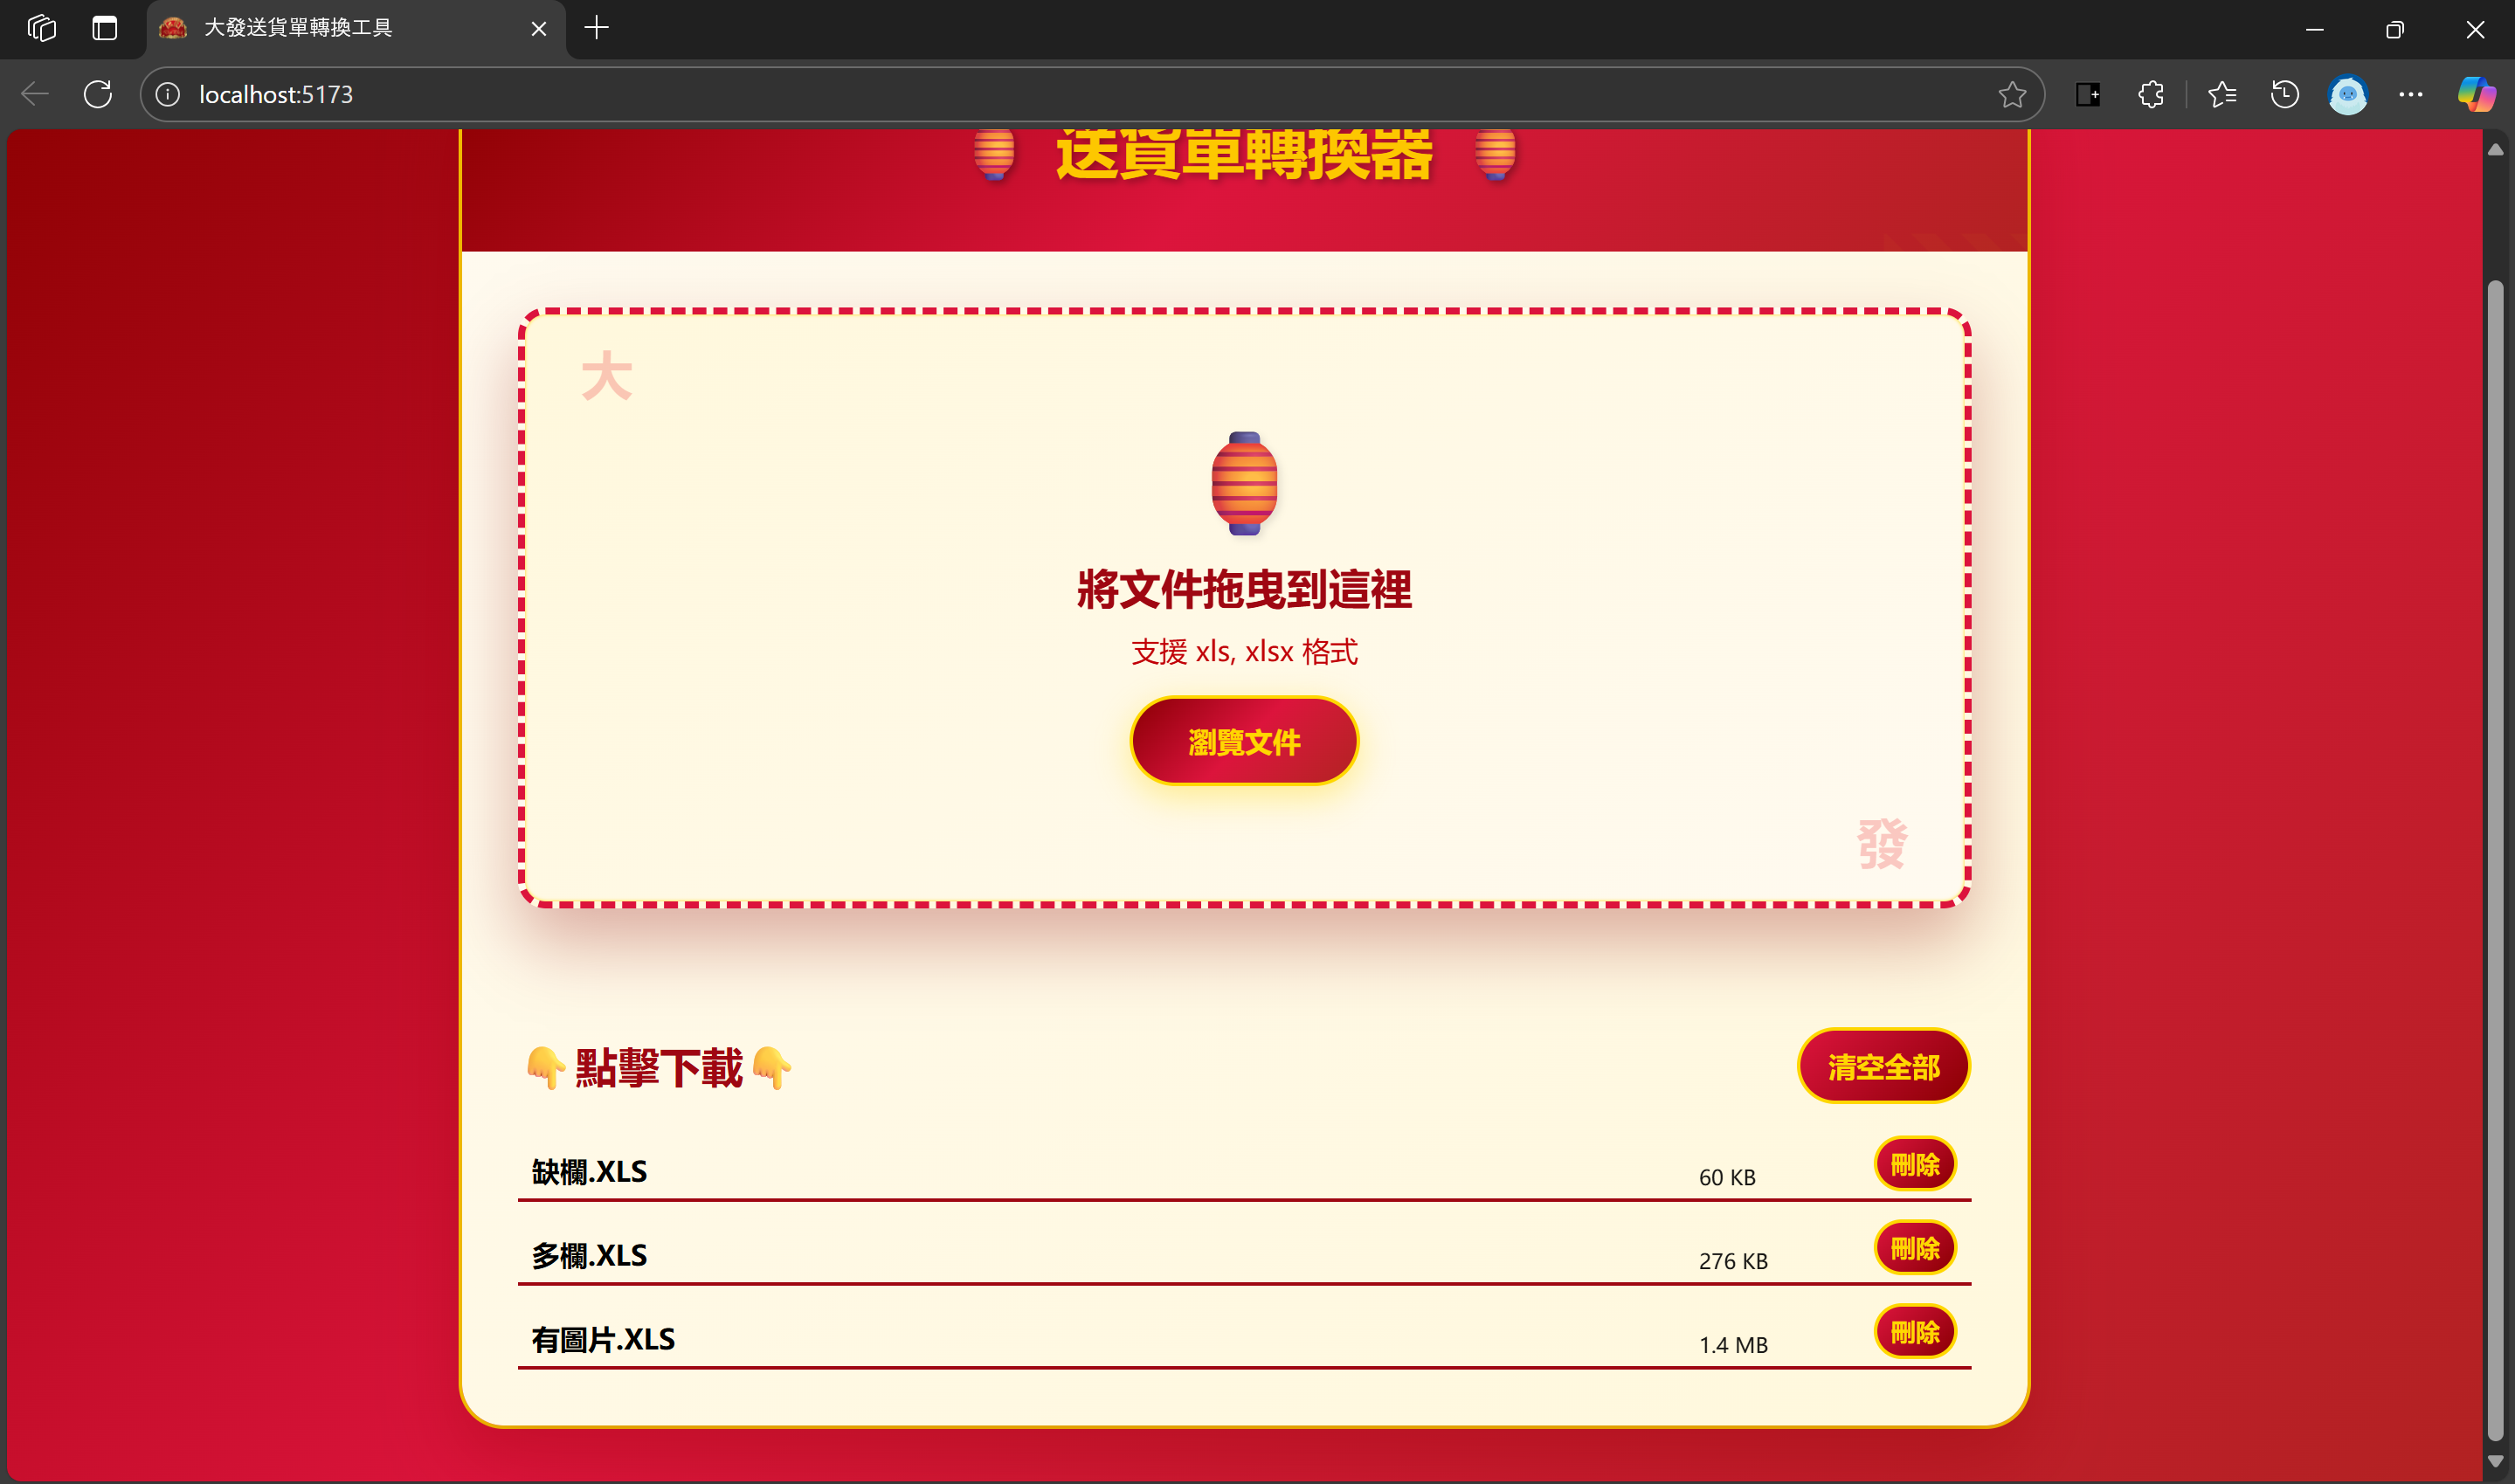 大發送貨單轉換工具
localhost:5173
送貨單轉換器
大
將文件拖曳到這裡
支援 xls, xlsx 格式
瀏覽文件
發
👇點擊下載👇
清空全部
缺欄.XLS 60 KB 刪除
多欄.XLS 276 KB 刪除
有圖片.XLS 1.4 MB 刪除